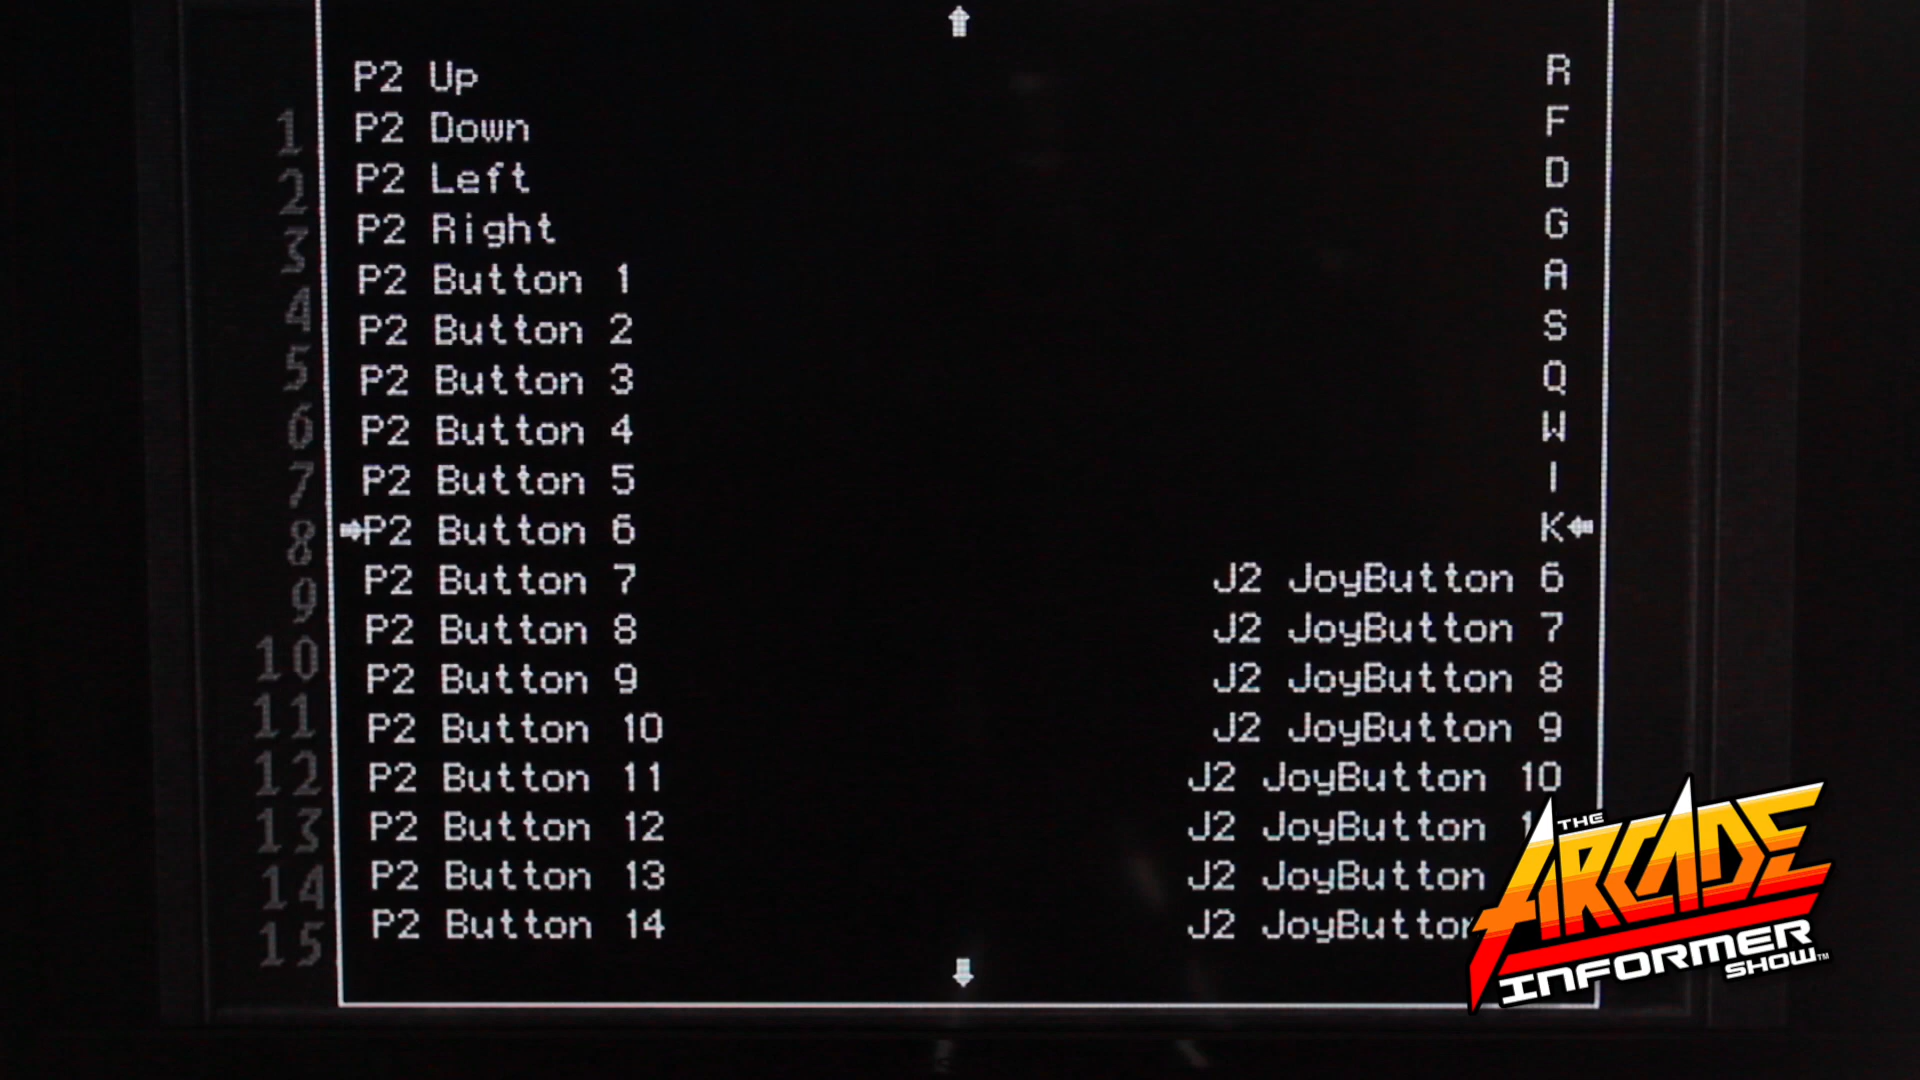 P2 Up R
1 P2 Down F
2 P2 Left D
3 P2 Right G
4 P2 Button 1 A
P2 Button 2 S
5 P2 Button 3 Q
6 P2 Button 4 W
7 P2 Button 5 I
8 P2 Button 6 K
9 P2 Button 7 J2 JoyButton 6
P2 Button 8 J2 JoyButton 7
10 P2 Button 9 J2 JoyButton 8
11 P2 Button 10 J2 JoyButton 9
12 P2 Button 11 J2 JoyButton 10
13 P2 Button 12 J2 JoyButton
14 P2 Button 13 J2 JoyButton
15 P2 Button 14 J2
THE
ARCADE
INFORMER
SHOW™